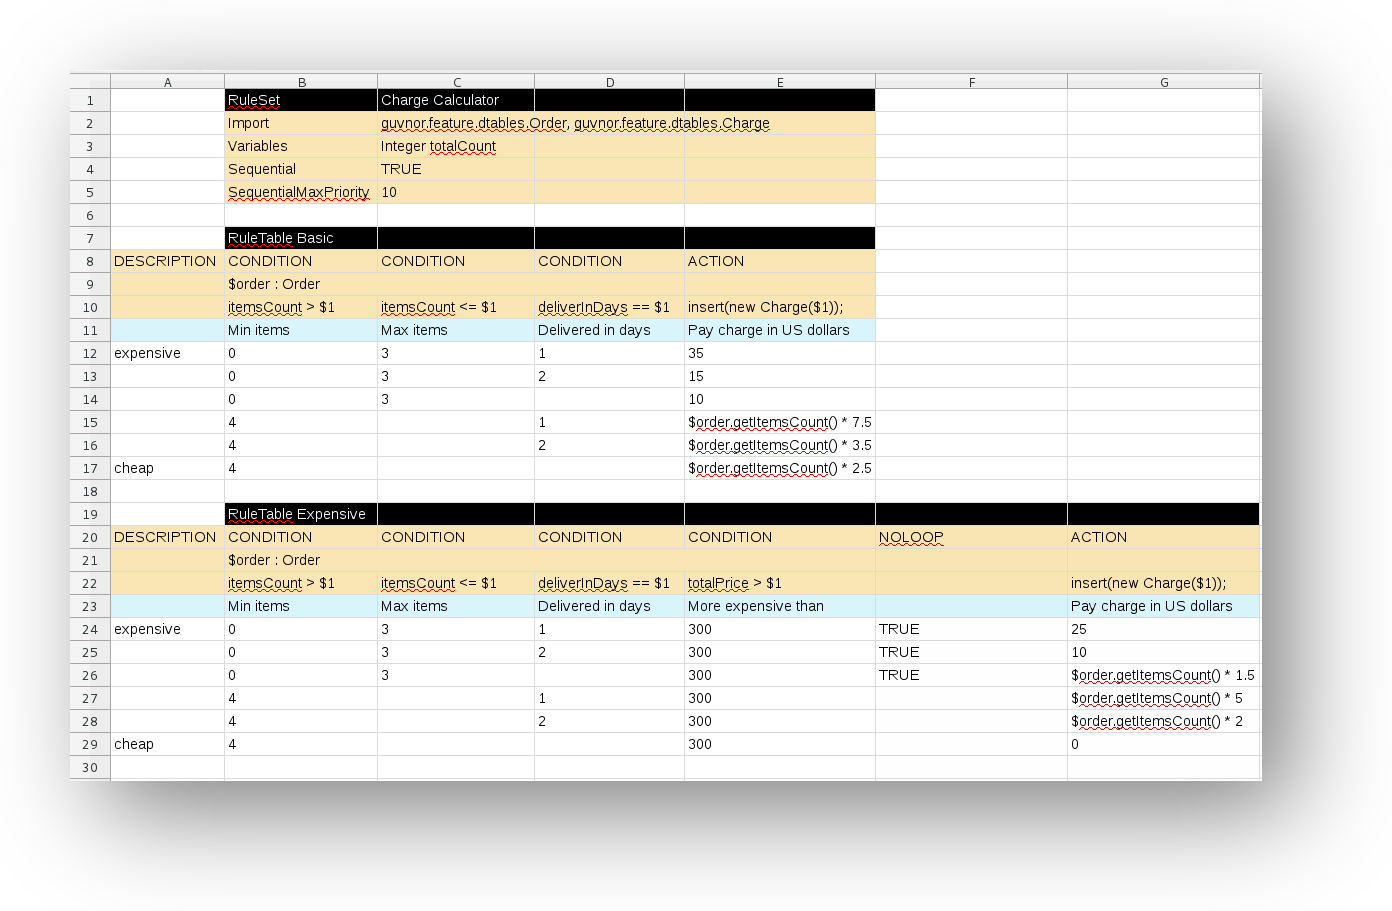 A B C D E F G
1 RuleSet Charge Calculator
2 Import guvnor.feature.dtables.Order, guvnor.feature.dtables.Charge
3 Variables Integer totalCount
4 Sequential TRUE
5 SequentialMaxPriority 10
6
7 RuleTable Basic
8 DESCRIPTION CONDITION CONDITION CONDITION ACTION
9 $order : Order
10 itemsCount > $1 itemsCount <= $1 deliverInDays == $1 insert(new Charge($1));
11 Min items Max items Delivered in days Pay charge in US dollars
12 expensive 0 3 1 35
13 0 3 2 15
14 0 3 10
15 4 1 $order.getItemsCount() * 7.5
16 4 2 $order.getItemsCount() * 3.5
17 cheap 4 $order.getItemsCount() * 2.5
18
19 RuleTable Expensive
20 DESCRIPTION CONDITION CONDITION CONDITION CONDITION NOLOOP ACTION
21 $order : Order
22 itemsCount > $1 itemsCount <= $1 deliverInDays == $1 totalPrice > $1 insert(new Charge($1));
23 Min items Max items Delivered in days More expensive than Pay charge in US dollars
24 expensive 0 3 1 300 TRUE 25
25 0 3 2 300 TRUE 10
26 0 3 300 TRUE $order.getItemsCount() * 1.5
27 4 1 300 $order.getItemsCount() * 5
28 4 2 300 $order.getItemsCount() * 2
29 cheap 4 300 0
30